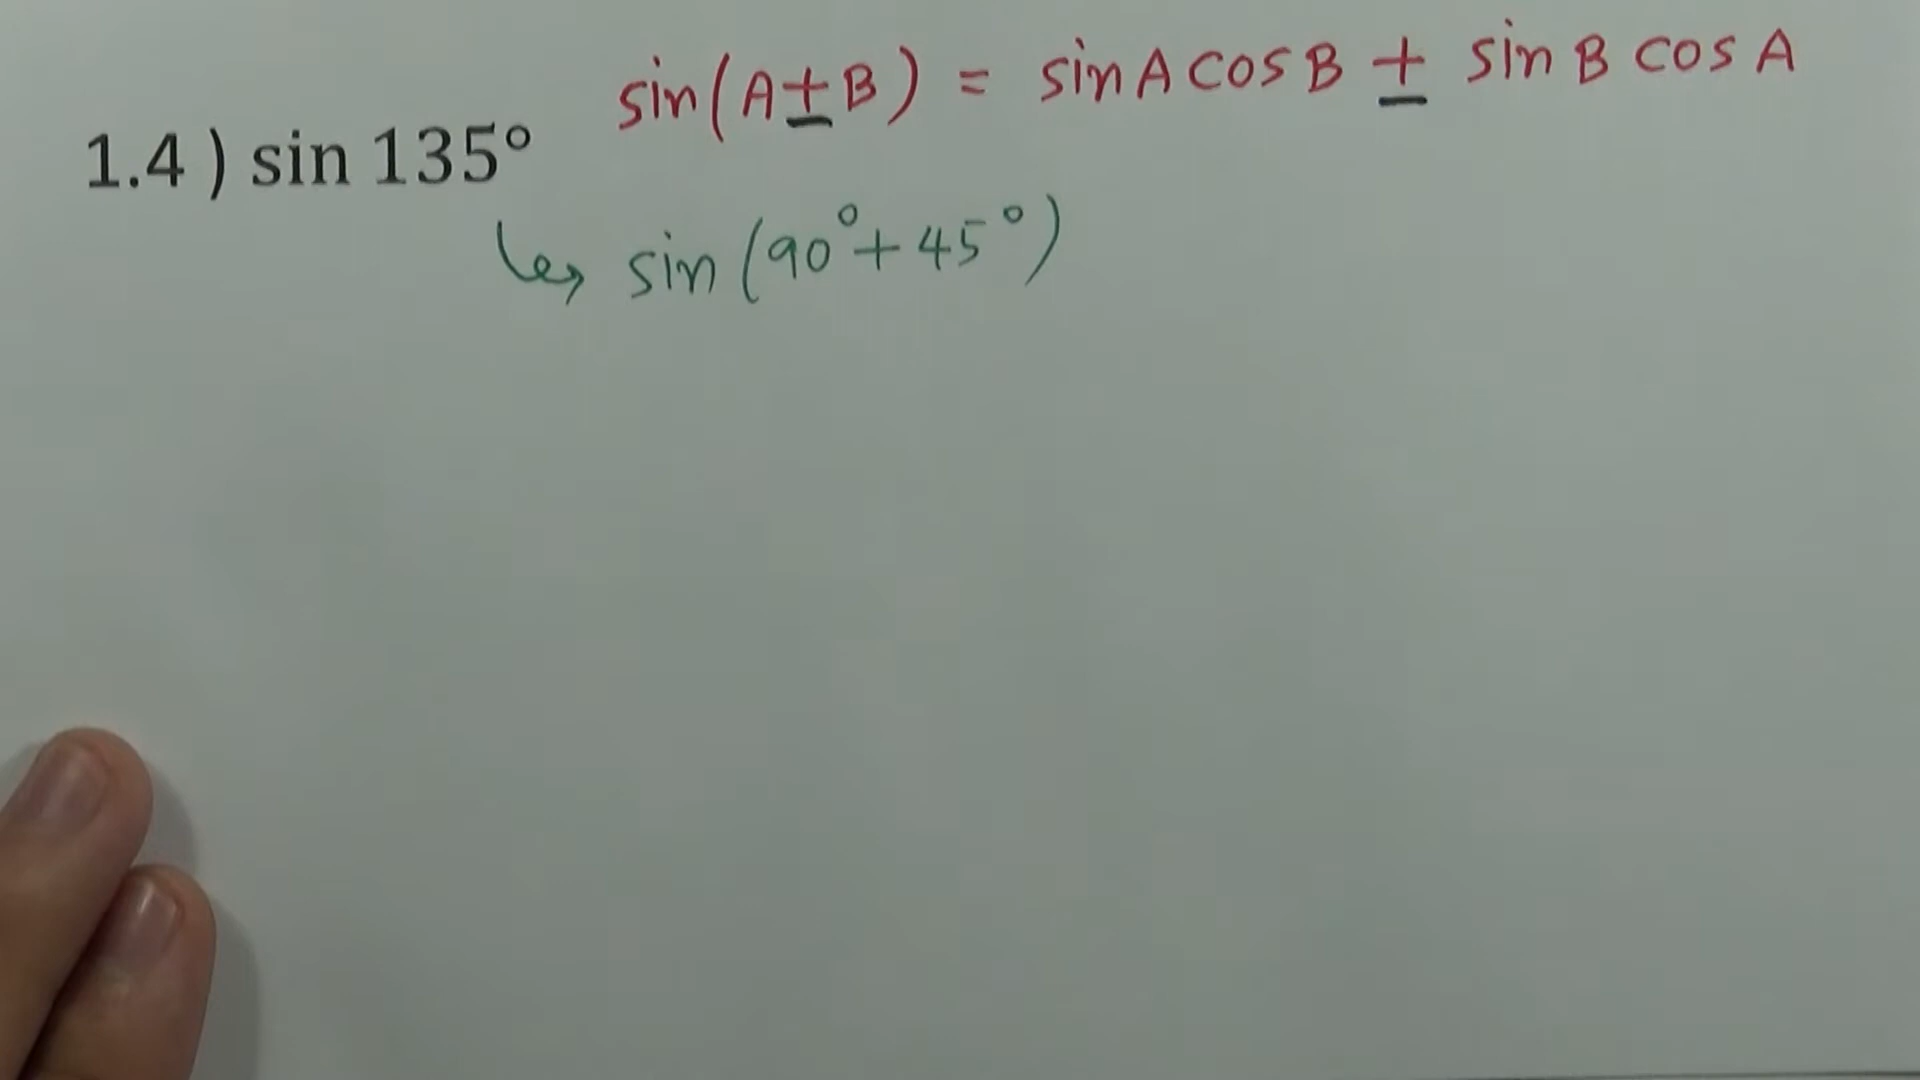 sin(A±B) = sinA cosB ± sinB cosA
1.4 ) sin 135°
↳ sin(90°+45°)